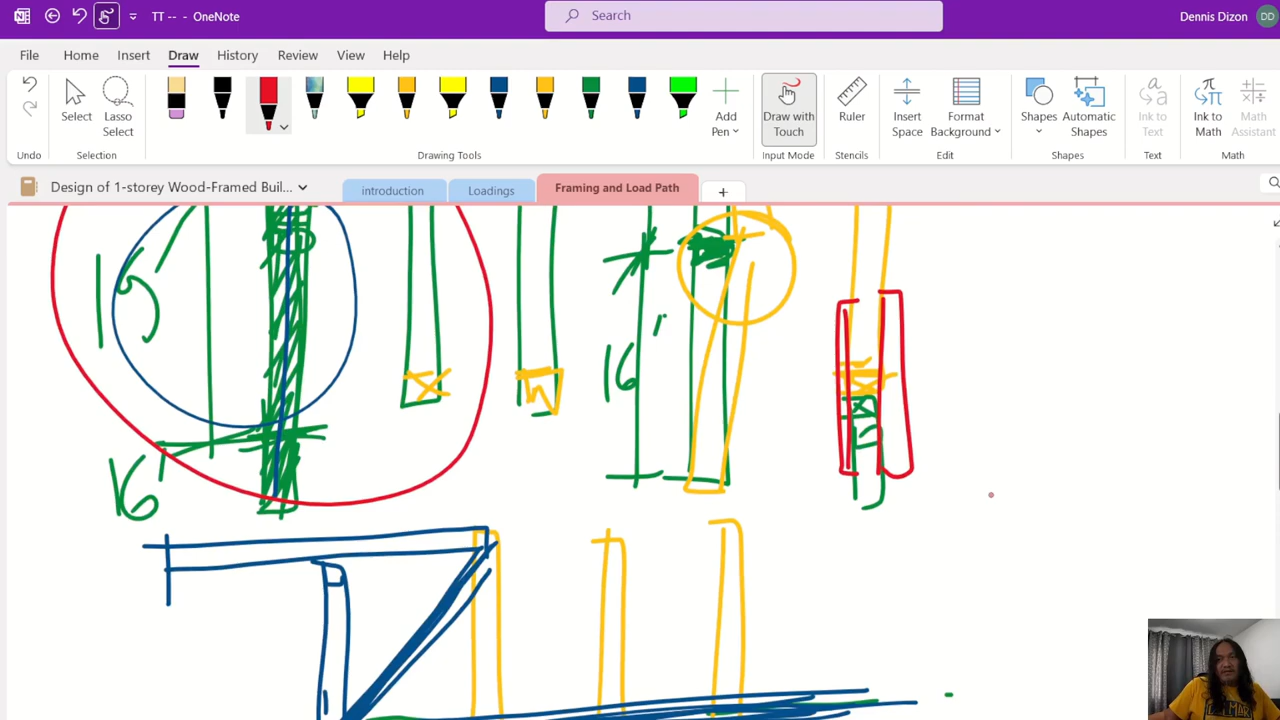 TT -- - OneNote
Search
Dennis Dizon
DD
File Home Insert Draw History Review View Help
Undo
Select
Lasso Select
Selection
Drawing Tools
Add Pen
Draw with Touch
Input Mode
Ruler
Stencils
Insert Space
Format Background
Edit
Shapes
Automatic Shapes
Shapes
Ink to Text
Text
Ink to Math
Math Assistant
Math
Design of 1-storey Wood-Framed Buil...
introduction
Loadings
Framing and Load Path
+
16'
16'